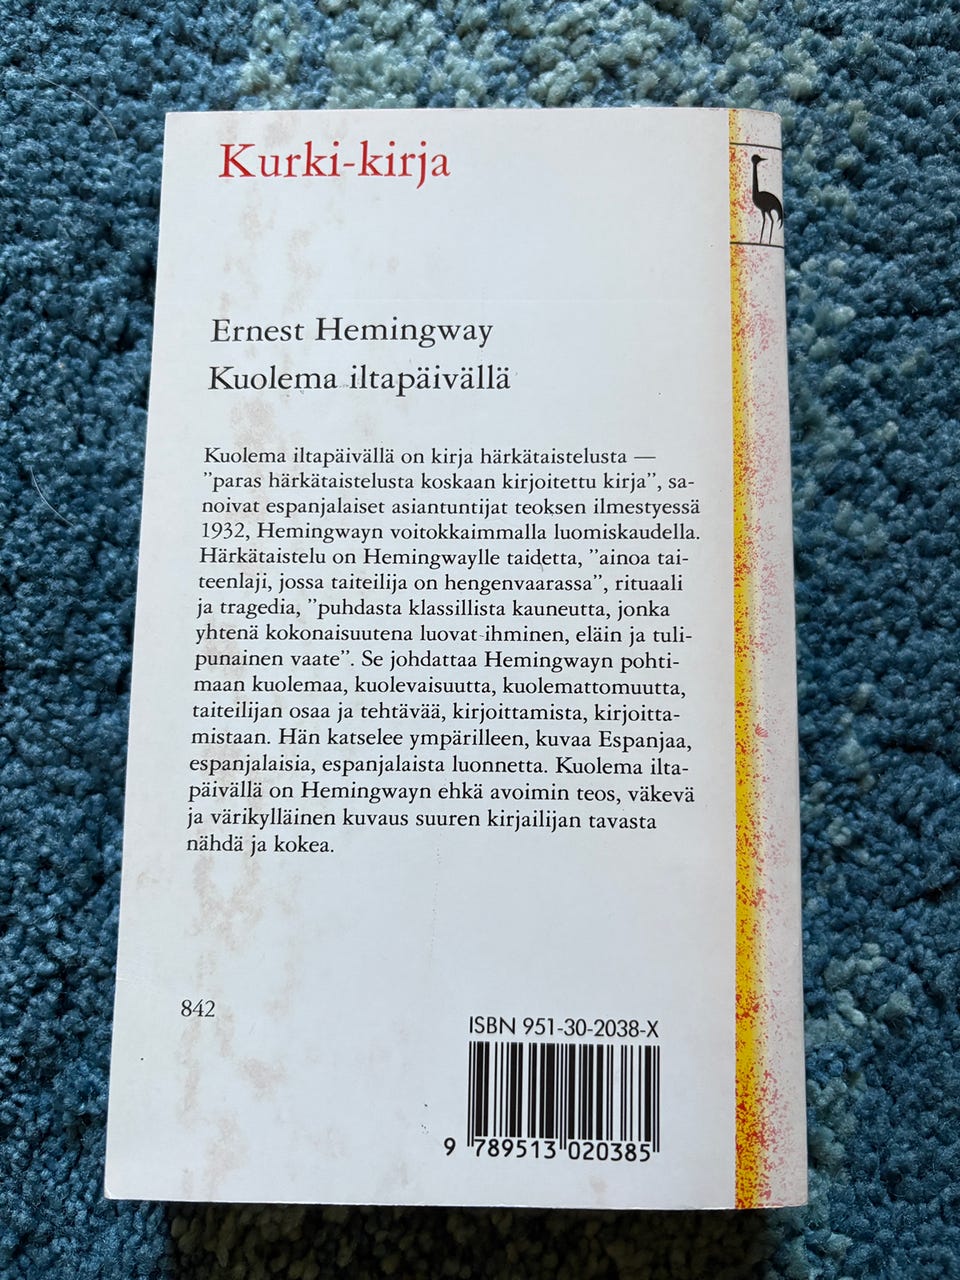 Kurki-kirja
Ernest Hemingway
Kuolema iltapäivällä
Kuolema iltapäivällä on kirja härkätaistelusta —
”paras härkätaistelusta koskaan kirjoitettu kirja”, sa-
noivat espanjalaiset asiantuntijat teoksen ilmestyessä
1932, Hemingwayn voitokkaimmalla luomiskaudella.
Härkätaistelu on Hemingwaylle taidetta, ”ainoa tai-
teenlaji, jossa taiteilija on hengenvaarassa”, rituaali
ja tragedia, ”puhdasta klassillista kauneutta, jonka
yhtenä kokonaisuutena luovat ihminen, eläin ja tuli-
punainen vaate”. Se johdattaa Hemingwayn pohti-
maan kuolemaa, kuolevaisuutta, kuolemattomuutta,
taiteilijan osaa ja tehtävää, kirjoittamista, kirjoitta-
mistaan. Hän katselee ympärilleen, kuvaa Espanjaa,
espanjalaisia, espanjalaista luonnetta. Kuolema ilta-
päivällä on Hemingwayn ehkä avoimin teos, väkevä
ja värikylläinen kuvaus suuren kirjailijan tavasta
nähdä ja kokea.
842
ISBN 951-30-2038-X
9 789513 020385